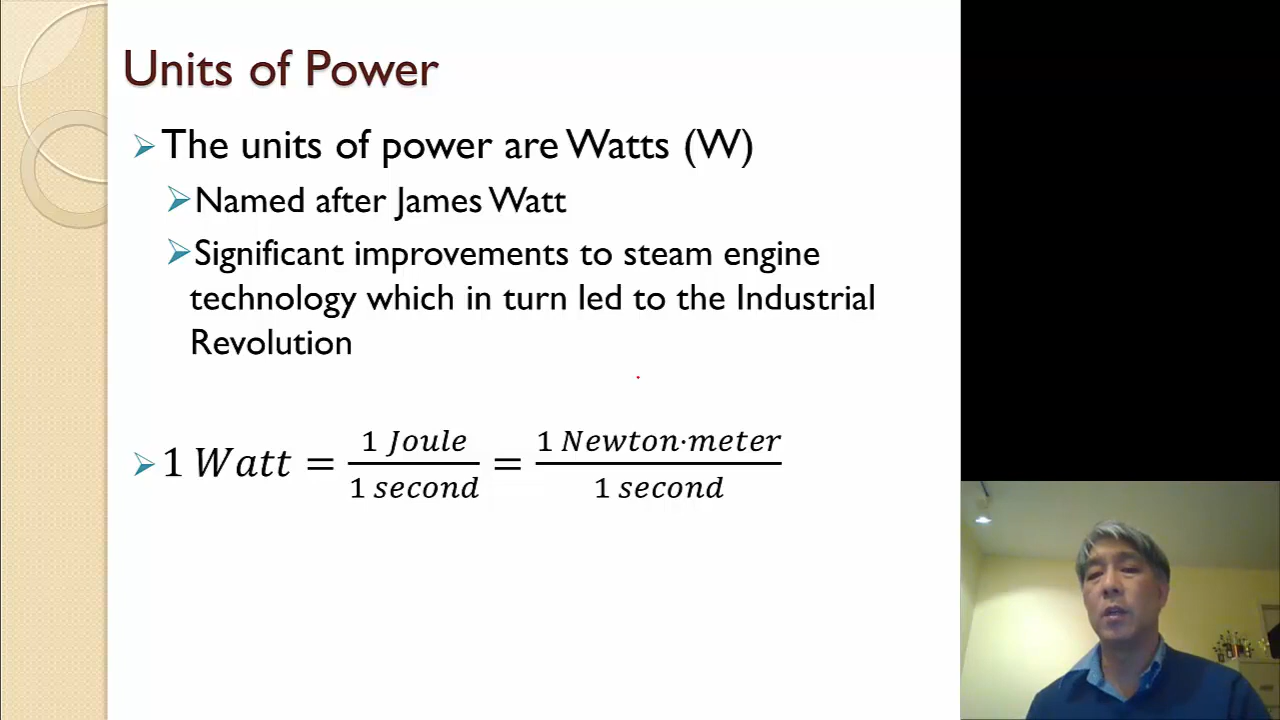 Units of Power
The units of power are Watts (W)
Named after James Watt
Significant improvements to steam engine
technology which in turn led to the Industrial
Revolution
1 Watt = 1 Joule / 1 second = 1 Newton·meter / 1 second